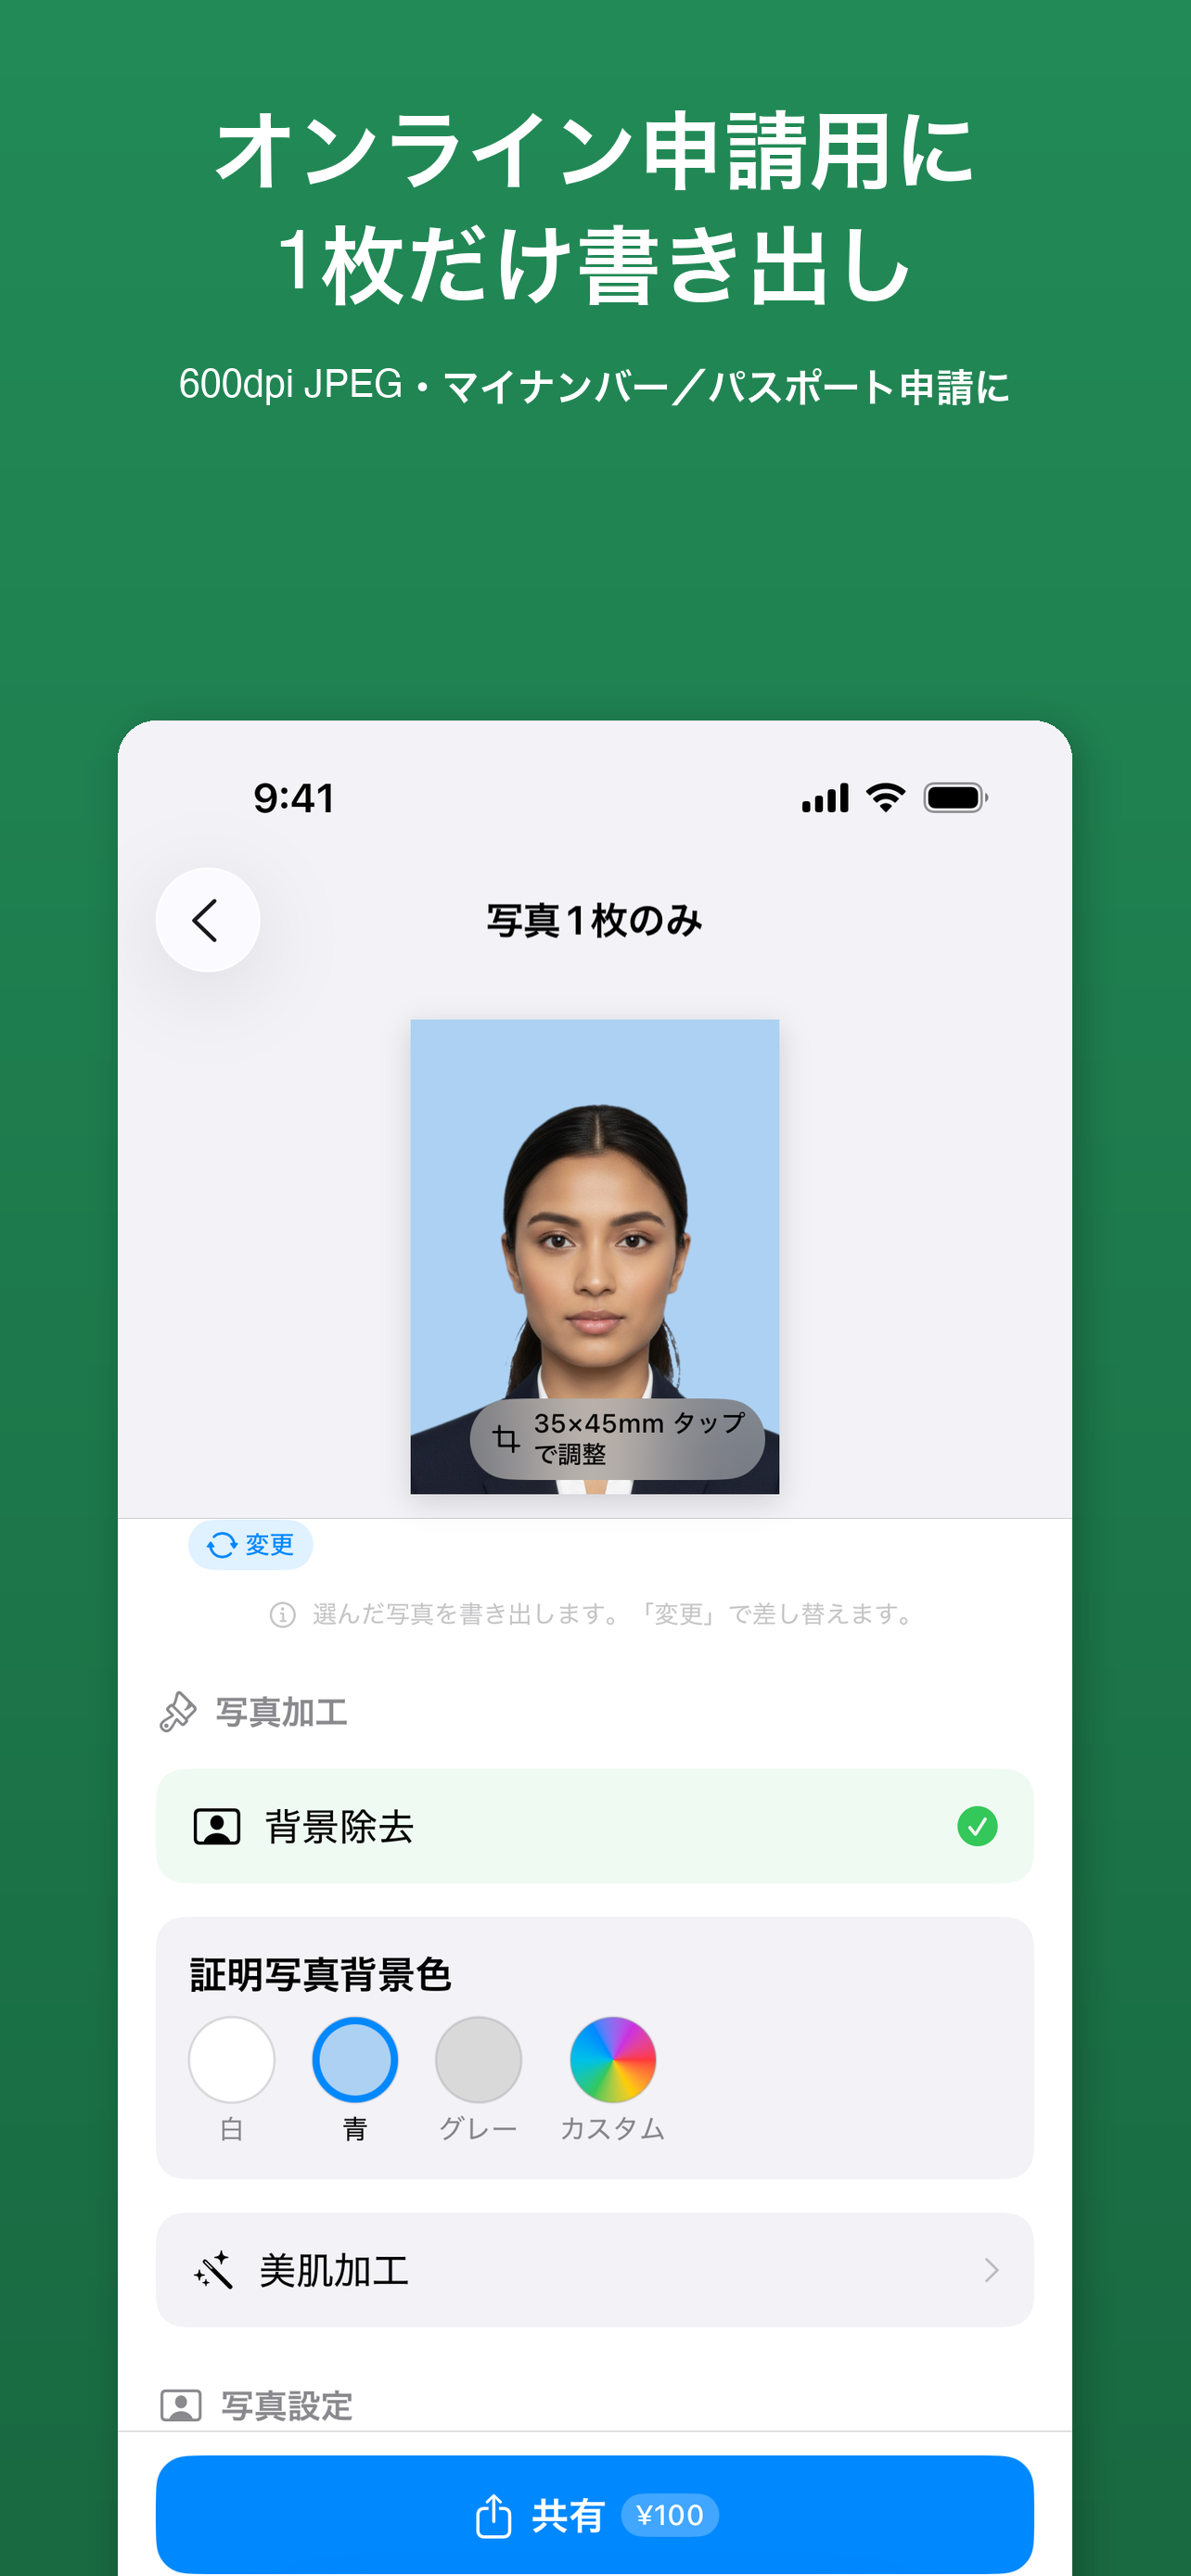 オンライン申請用に
1枚だけ書き出し
600dpi JPEG・マイナンバー／パスポート申請に
9:41
写真1枚のみ
35×45mm タップ
で調整
変更
選んだ写真を書き出します。「変更」で差し替えます。
写真加工
背景除去
証明写真背景色
白
青
グレー
カスタム
美肌加工
写真設定
共有 ¥100